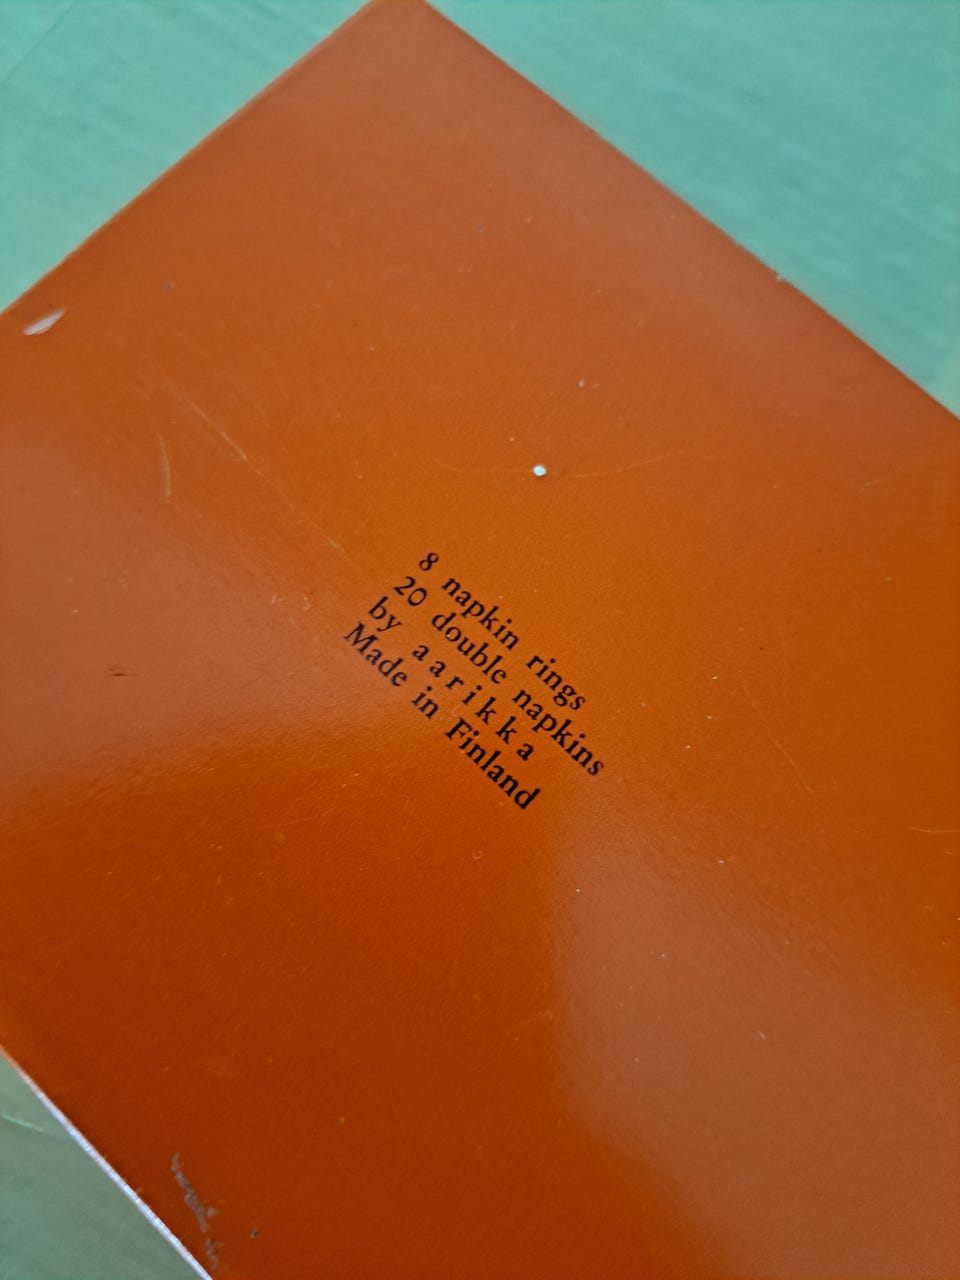 8 napkin rings
20 double napkins
by aarikka
Made in Finland